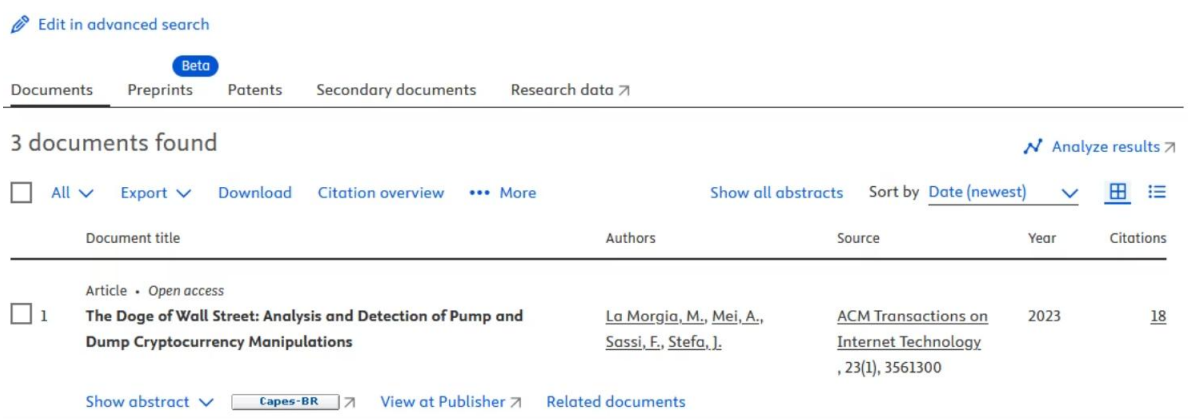 Edit in advanced search
Beta
Documents Preprints Patents Secondary documents Research data
3 documents found
Analyze results
All Export Download Citation overview ••• More Show all abstracts Sort by Date (newest)
Document title Authors Source Year Citations
Article • Open access
1 The Doge of Wall Street: Analysis and Detection of Pump and La Morgia, M., Mei, A., ACM Transactions on 2023 18
Dump Cryptocurrency Manipulations Sassi, F., Stefa, J. Internet Technology
, 23(1), 3561300
Show abstract Capes-BR View at Publisher Related documents